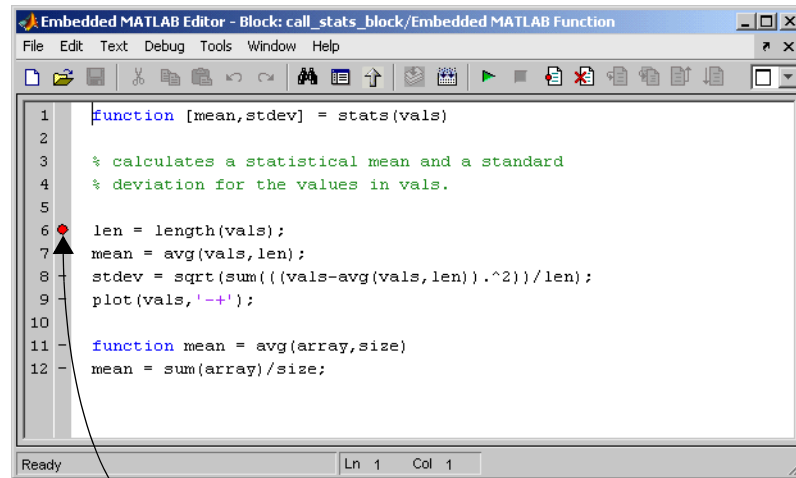 Embedded MATLAB Editor - Block: call_stats_block/Embedded MATLAB Function
File Edit Text Debug Tools Window Help
1 function [mean,stdev] = stats(vals)
2
3 % calculates a statistical mean and a standard
4 % deviation for the values in vals.
5
6 len = length(vals);
7 mean = avg(vals,len);
8 - stdev = sqrt(sum(((vals-avg(vals,len)).^2))/len);
9 - plot(vals,'-+');
10
11 - function mean = avg(array,size)
12 - mean = sum(array)/size;
Ready Ln 1 Col 1